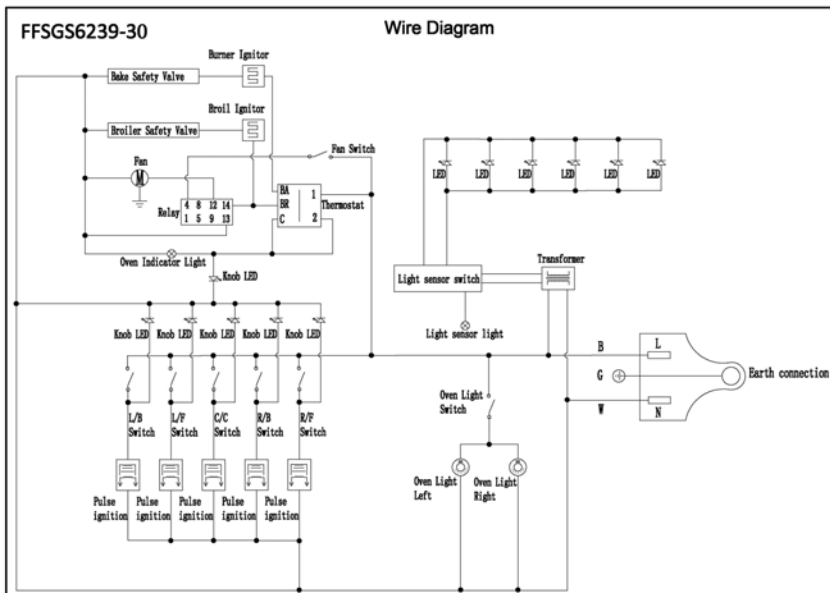 FFSGS6239-30
Wire Diagram
Burner Ignitor
Bake Safety Valve
Broil Ignitor
Broiler Safety Valve
Fan Switch
Fan
M
LED LED LED LED LED LED
BA 1
4 8 12 14
BR Thermostat
Relay
1 5 9 13
C 2
Transformer
Oven Indicator Light
Knob LED
Light sensor switch
Knob LED Knob LED Knob LED Knob LED Knob LED
Light sensor light
B L
G Earth connection
W N
Oven Light
Switch
L/B
Switch
L/F
Switch
C/C
Switch
R/B
Switch
R/F
Switch
Oven Light
Left
Oven Light
Right
Pulse
ignition
Pulse
ignition
Pulse
ignition
Pulse
ignition
Pulse
ignition